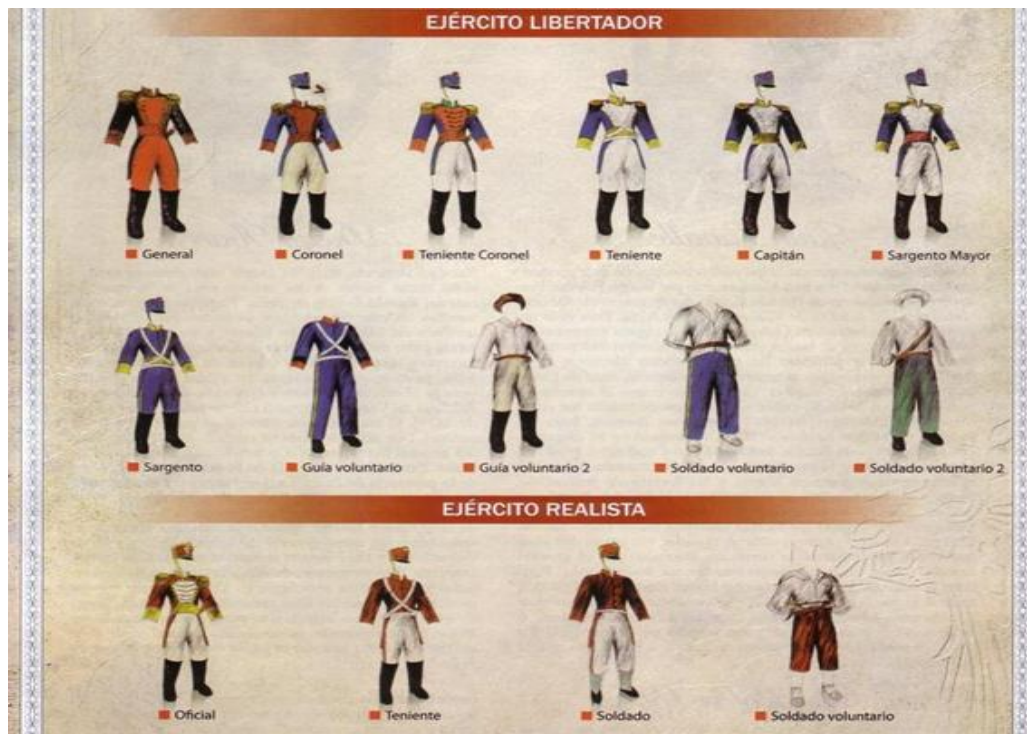 EJÉRCITO LIBERTADOR
General
Coronel
Teniente Coronel
Teniente
Capitán
Sargento Mayor
Sargento
Guía voluntario
Guía voluntario 2
Soldado voluntario
Soldado voluntario 2
EJÉRCITO REALISTA
Oficial
Teniente
Soldado
Soldado voluntario